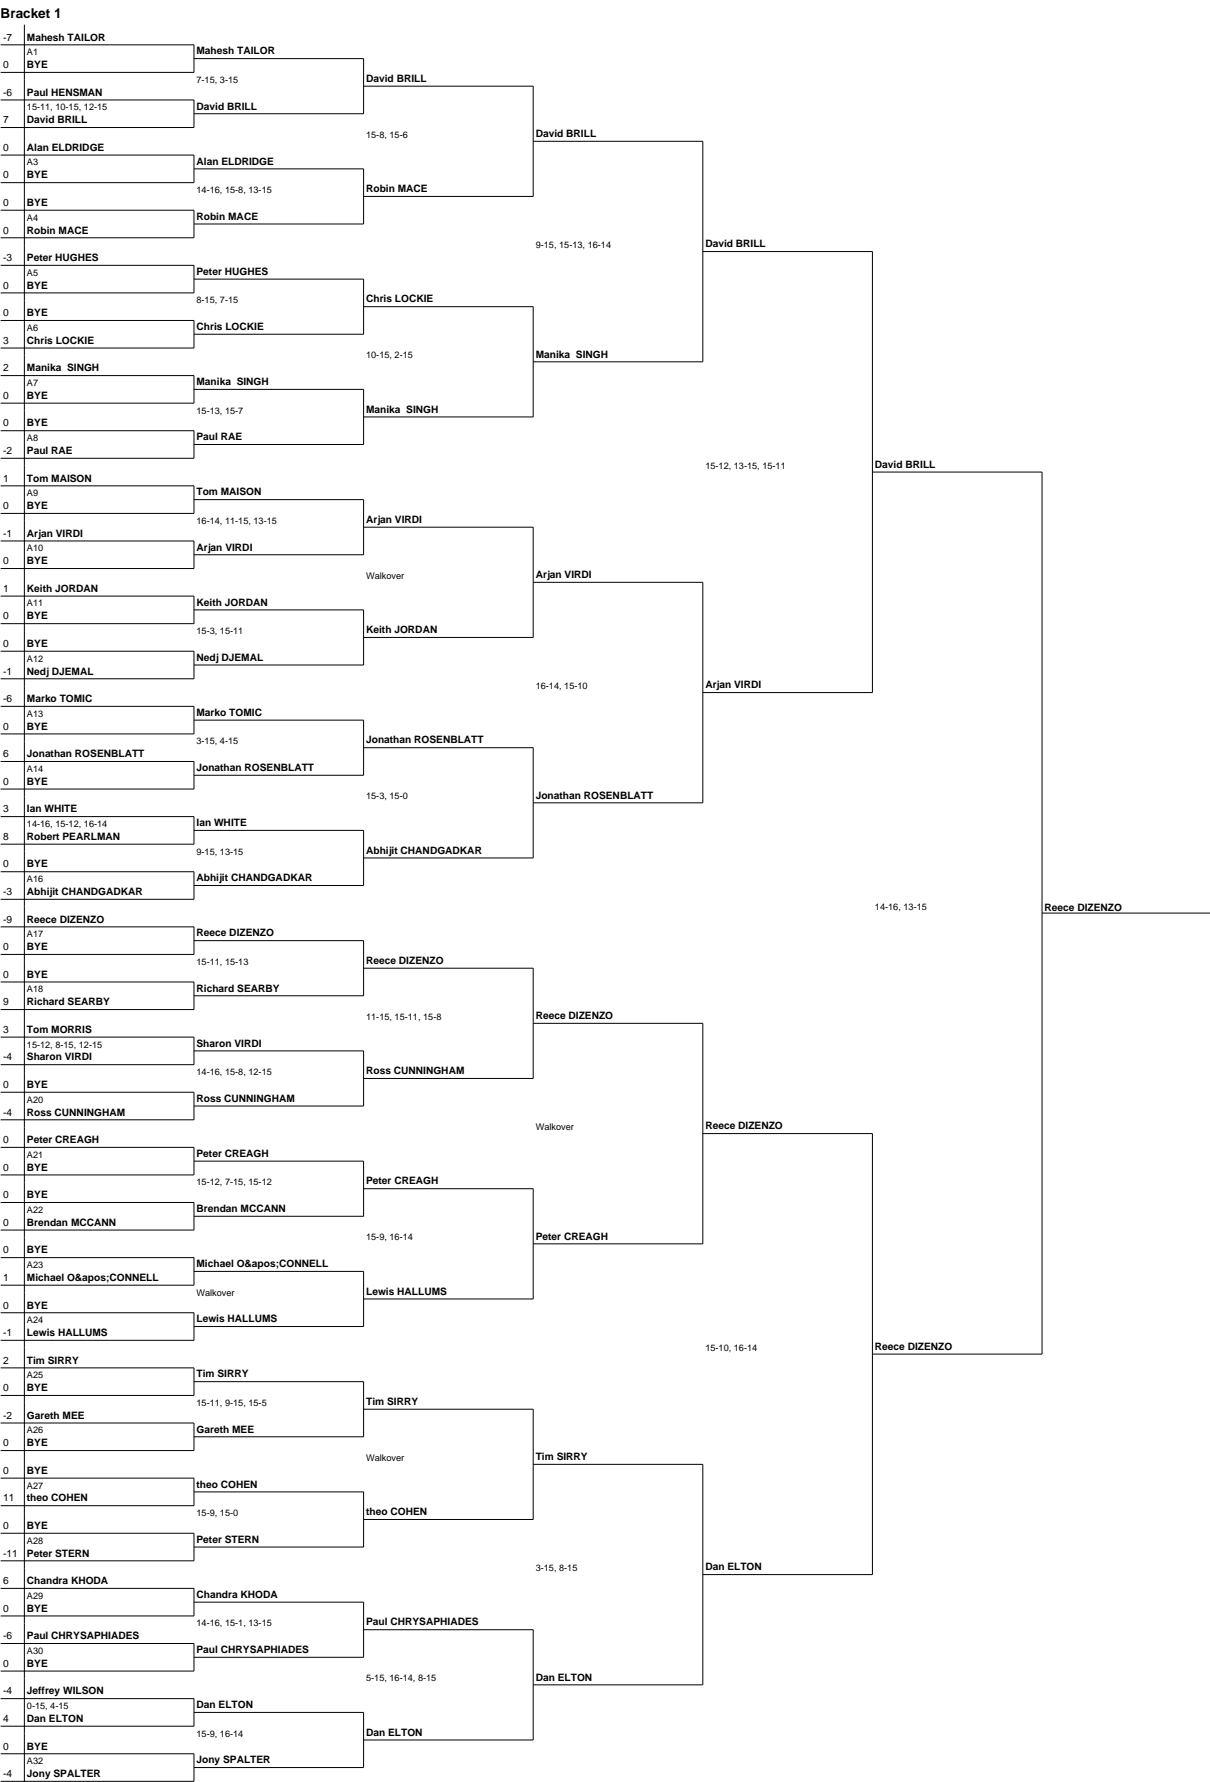 Bracket 1
-7 Mahesh TAILOR
A1 Mahesh TAILOR
0 BYE
7-15, 3-15 David BRILL
-6 Paul HENSMAN
15-11, 10-15, 12-15 David BRILL
7 David BRILL
15-8, 15-6 David BRILL
0 Alan ELDRIDGE
A3 Alan ELDRIDGE
0 BYE
14-16, 15-8, 13-15 Robin MACE
0 BYE
A4 Robin MACE
0 Robin MACE
9-15, 15-13, 16-14 David BRILL
-3 Peter HUGHES
A5 Peter HUGHES
0 BYE
8-15, 7-15 Chris LOCKIE
0 BYE
A6 Chris LOCKIE
3 Chris LOCKIE
10-15, 2-15 Manika  SINGH
2 Manika  SINGH
A7 Manika  SINGH
0 BYE
15-13, 15-7 Manika  SINGH
0 BYE
A8 Paul RAE
-2 Paul RAE
15-12, 13-15, 15-11 David BRILL
1 Tom MAISON
A9 Tom MAISON
0 BYE
16-14, 11-15, 13-15 Arjan VIRDI
-1 Arjan VIRDI
A10 Arjan VIRDI
0 BYE
Walkover Arjan VIRDI
1 Keith JORDAN
A11 Keith JORDAN
0 BYE
15-3, 15-11 Keith JORDAN
0 BYE
A12 Nedj DJEMAL
-1 Nedj DJEMAL
16-14, 15-10 Arjan VIRDI
-6 Marko TOMIC
A13 Marko TOMIC
0 BYE
3-15, 4-15 Jonathan ROSENBLATT
6 Jonathan ROSENBLATT
A14 Jonathan ROSENBLATT
0 BYE
15-3, 15-0 Jonathan ROSENBLATT
3 Ian WHITE
14-16, 15-12, 16-14 Ian WHITE
8 Robert PEARLMAN
9-15, 13-15 Abhijit CHANDGADKAR
0 BYE
A16 Abhijit CHANDGADKAR
-3 Abhijit CHANDGADKAR
14-16, 13-15 Reece DIZENZO
-9 Reece DIZENZO
A17 Reece DIZENZO
0 BYE
15-11, 15-13 Reece DIZENZO
0 BYE
A18 Richard SEARBY
9 Richard SEARBY
11-15, 15-11, 15-8 Reece DIZENZO
3 Tom MORRIS
15-12, 8-15, 12-15 Sharon VIRDI
-4 Sharon VIRDI
14-16, 15-8, 12-15 Ross CUNNINGHAM
0 BYE
A20 Ross CUNNINGHAM
-4 Ross CUNNINGHAM
Walkover Reece DIZENZO
0 Peter CREAGH
A21 Peter CREAGH
0 BYE
15-12, 7-15, 15-12 Peter CREAGH
0 BYE
A22 Brendan MCCANN
0 Brendan MCCANN
15-9, 16-14 Peter CREAGH
0 BYE
A23 Michael O&apos;CONNELL
1 Michael O&apos;CONNELL
Walkover Lewis HALLUMS
0 BYE
A24 Lewis HALLUMS
-1 Lewis HALLUMS
15-10, 16-14 Reece DIZENZO
2 Tim SIRRY
A25 Tim SIRRY
0 BYE
15-11, 9-15, 15-5 Tim SIRRY
-2 Gareth MEE
A26 Gareth MEE
0 BYE
Walkover Tim SIRRY
0 BYE
A27 theo COHEN
11 theo COHEN
15-9, 15-0 theo COHEN
0 BYE
A28 Peter STERN
-11 Peter STERN
3-15, 8-15 Dan ELTON
6 Chandra KHODA
A29 Chandra KHODA
0 BYE
14-16, 15-1, 13-15 Paul CHRYSAPHIADES
-6 Paul CHRYSAPHIADES
A30 Paul CHRYSAPHIADES
0 BYE
5-15, 16-14, 8-15 Dan ELTON
-4 Jeffrey WILSON
0-15, 4-15 Dan ELTON
4 Dan ELTON
15-9, 16-14 Dan ELTON
0 BYE
A32 Jony SPALTER
-4 Jony SPALTER